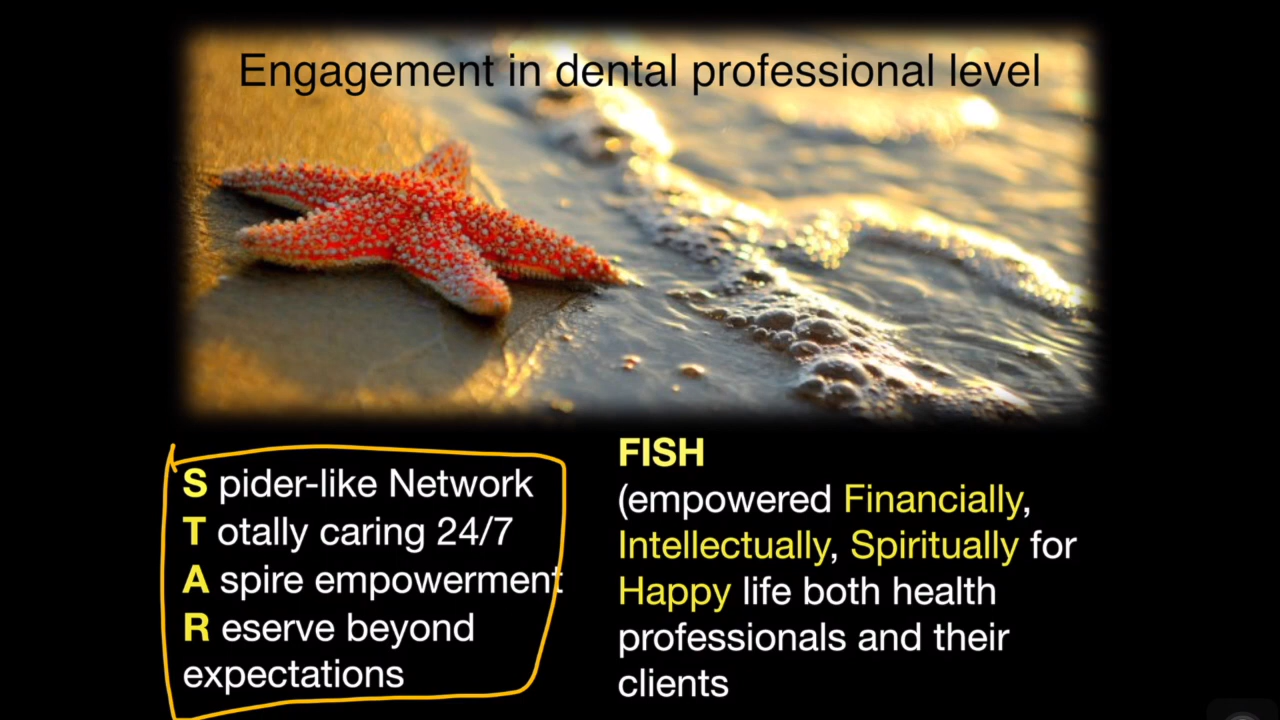 Engagement in dental professional level
S pider-like Network
T otally caring 24/7
A spire empowerment
R eserve beyond
expectations
FISH
(empowered Financially,
Intellectually, Spiritually for
Happy life both health
professionals and their
clients